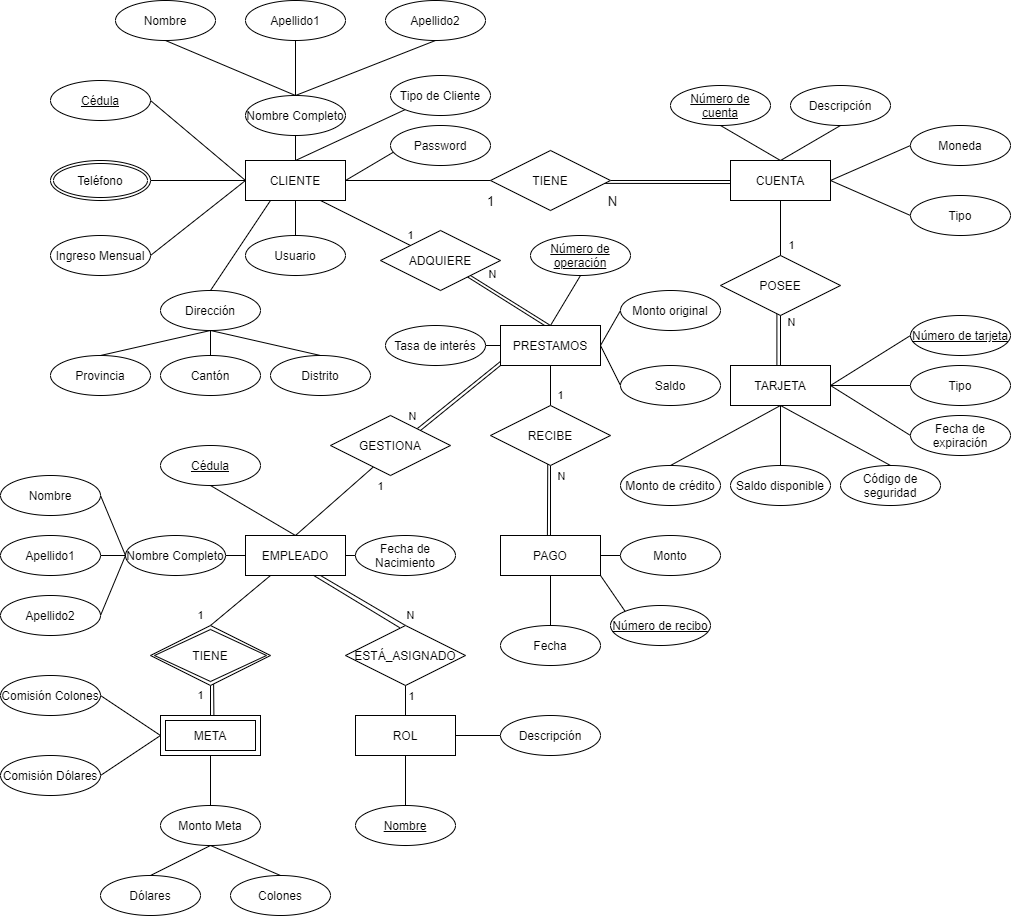 Nombre
Apellido1
Apellido2
Cédula
Nombre Completo
Tipo de Cliente
Número de
cuenta
Descripción
Password
Moneda
Teléfono
CLIENTE
TIENE
CUENTA
1
N
Tipo
Ingreso Mensual
Usuario
1
ADQUIERE
N
Número de
operación
1
POSEE
N
Dirección
Monto original
Tasa de interés
PRESTAMOS
Número de tarjeta
Provincia
Cantón
Distrito
Saldo
TARJETA
Tipo
1
N
GESTIONA
RECIBE
Fecha de
expiración
1
N
Cédula
Monto de crédito
Saldo disponible
Código de
seguridad
Nombre
Apellido1
Nombre Completo
EMPLEADO
Fecha de
Nacimiento
PAGO
Monto
Apellido2
1
N
Número de recibo
TIENE
ESTÁ_ASIGNADO
Fecha
1
1
Comisión Colones
META
ROL
Descripción
Comisión Dólares
Monto Meta
Nombre
Dólares
Colones